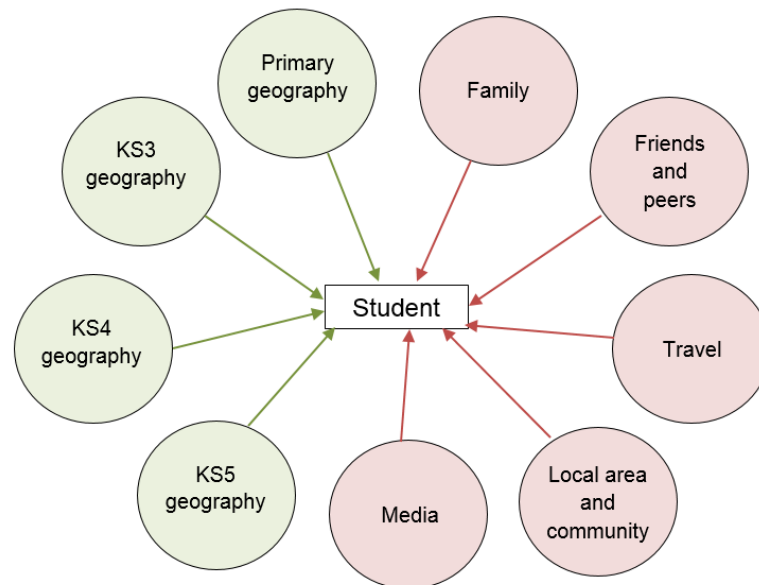 Primary
geography
Family
KS3
geography
Friends
and
peers
Student
KS4
geography
Travel
KS5
geography
Media
Local area
and
community